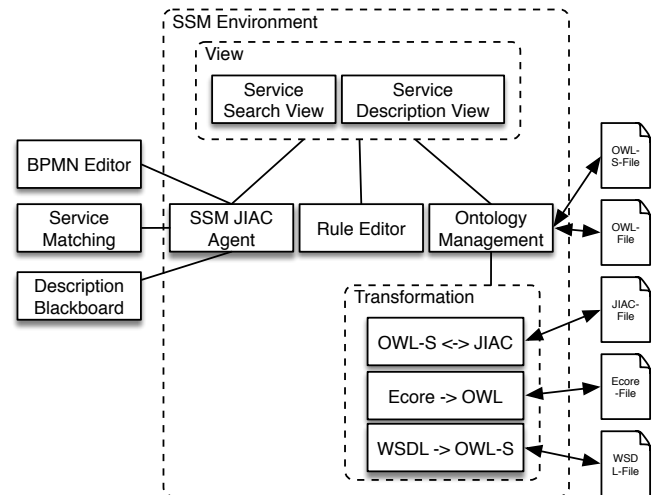 SSM Environment
View
Service
Search View
Service
Description View
BPMN Editor
Service
Matching
Description
Blackboard
SSM JIAC
Agent
Rule Editor
Ontology
Management
Transformation
OWL-S <-> JIAC
Ecore -> OWL
WSDL -> OWL-S
OWL-
S-File
OWL-
File
JIAC-
File
Ecore
-File
WSD
L-File